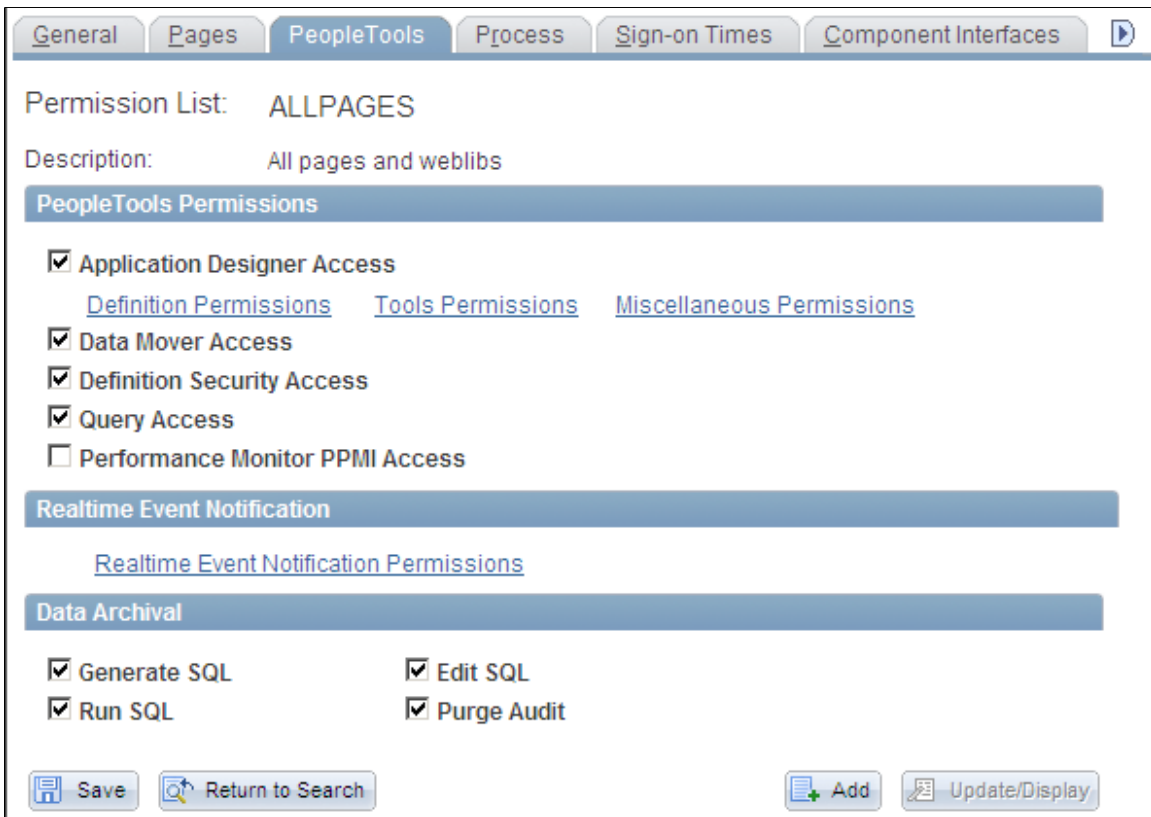 General Pages PeopleTools Process Sign-on Times Component Interfaces
Permission List: ALLPAGES
Description: All pages and weblibs
PeopleTools Permissions
Application Designer Access
Definition Permissions Tools Permissions Miscellaneous Permissions
Data Mover Access
Definition Security Access
Query Access
Performance Monitor PPMI Access
Realtime Event Notification
Realtime Event Notification Permissions
Data Archival
Generate SQL Edit SQL
Run SQL Purge Audit
Save Return to Search Add Update/Display